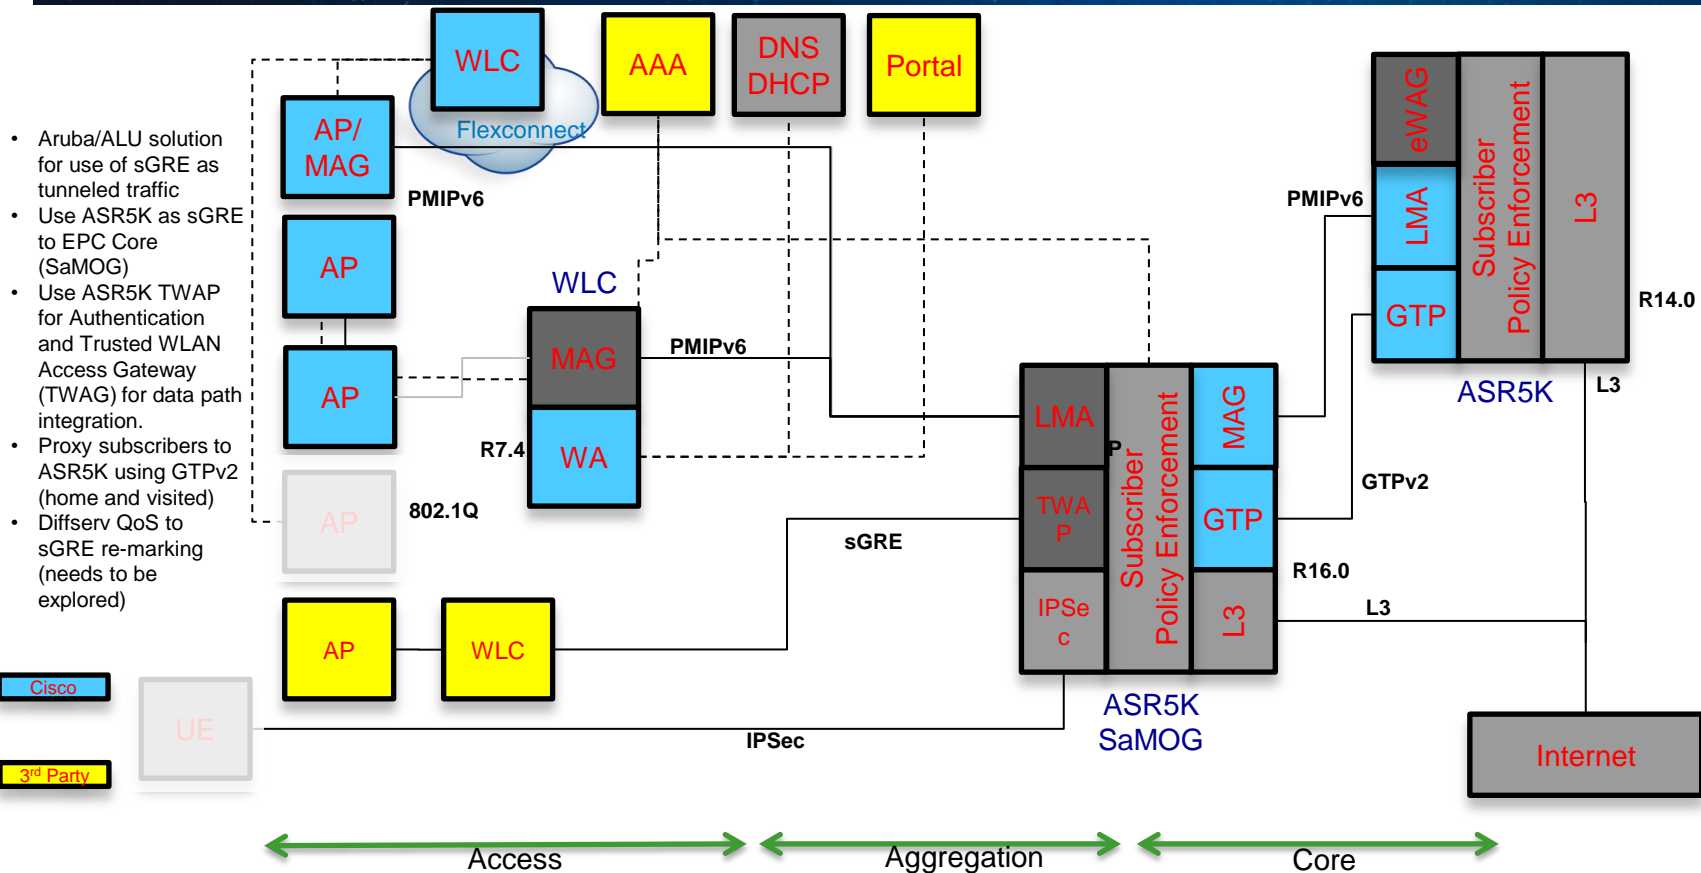 WLC
AAA
DNS
DHCP
Portal
Flexconnect
AP/
MAG
PMIPv6
• Aruba/ALU solution
for use of sGRE as
tunneled traffic
• Use ASR5K as sGRE
to EPC Core
(SaMOG)
• Use ASR5K TWAP
for Authentication
and Trusted WLAN
Access Gateway
(TWAG) for data path
integration.
• Proxy subscribers to
ASR5K using GTPv2
(home and visited)
• Diffserv QoS to
sGRE re-marking
(needs to be
explored)
AP
AP
AP
802.1Q
WLC
MAG
WA
R7.4
PMIPv6
AP
WLC
sGRE
Cisco
3rd Party
UE
IPSec
LMA
TWA
P
IPSe
c
P
Subscriber
Policy Enforcement
MAG
GTP
L3
ASR5K
SaMOG
R16.0
PMIPv6
GTPv2
L3
eWAG
LMA
GTP
Subscriber
Policy Enforcement
L3
ASR5K
R14.0
L3
Internet
Access
Aggregation
Core